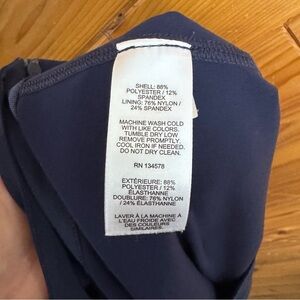 SHELL: 88%
POLYESTER / 12%
SPANDEX
LINING: 76% NYLON /
24% SPANDEX
MACHINE WASH COLD
WITH LIKE COLORS.
TUMBLE DRY LOW
REMOVE PROMPTLY.
COOL IRON IF NEEDED.
DO NOT DRY CLEAN.
RN 134578
EXTÉRIEURE: 88%
POLYESTER / 12%
ÉLASTHANNE
DOUBLURE: 76% NYLON
/ 24% ÉLASTHANNE
LAVER À LA MACHINE À
L'EAU FROIDE AVEC
DES COULEURS
SIMILAIRES.